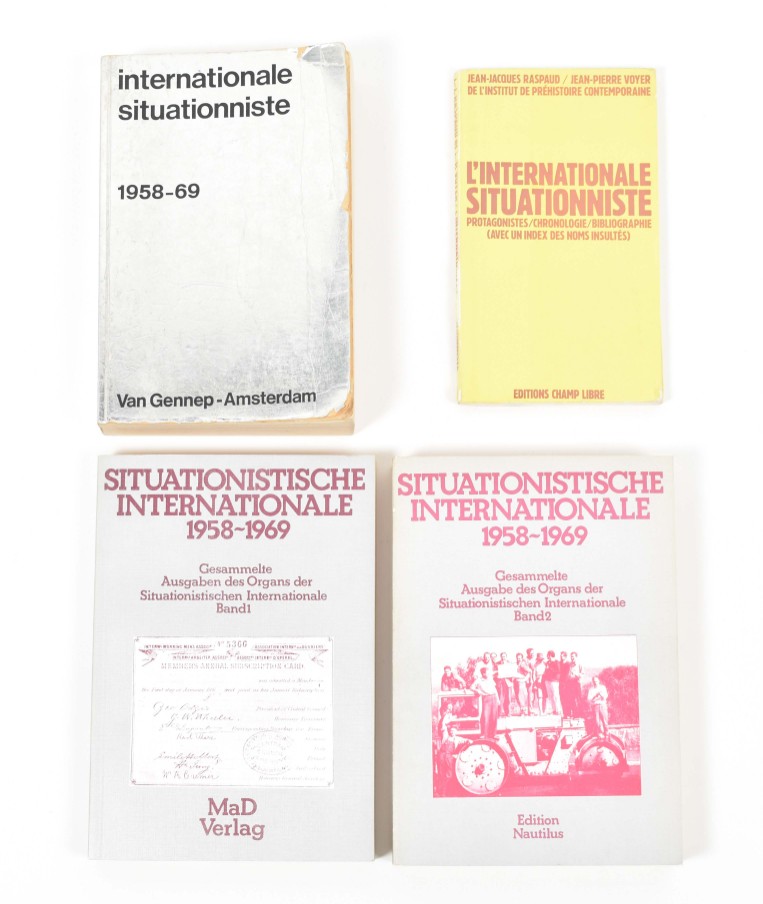 internationale
situationniste
1958-69
Van Gennep-Amsterdam
JEAN-JACQUES RASPAUD / JEAN-PIERRE VOYER
DE L'INSTITUT DE PRÉHISTOIRE CONTEMPORAINE
L'INTERNATIONALE
SITUATIONNISTE
PROTAGONISTES/CHRONOLOGIE/BIBLIOGRAPHIE
(AVEC UN INDEX DES NOMS INSULTÉS)
EDITIONS CHAMP LIBRE
SITUATIONISTISCHE
INTERNATIONALE
1958~1969
Gesammelte
Ausgaben des Organs der
Situationistischen Internationale
Band1
Nº 5366
MEMBERS ANNUAL SUBSCRIPTION CARD
MaD
Verlag
SITUATIONISTISCHE
INTERNATIONALE
1958~1969
Gesammelte
Ausgabe des Organs der
Situationistischen Internationale
Band2
Edition
Nautilus